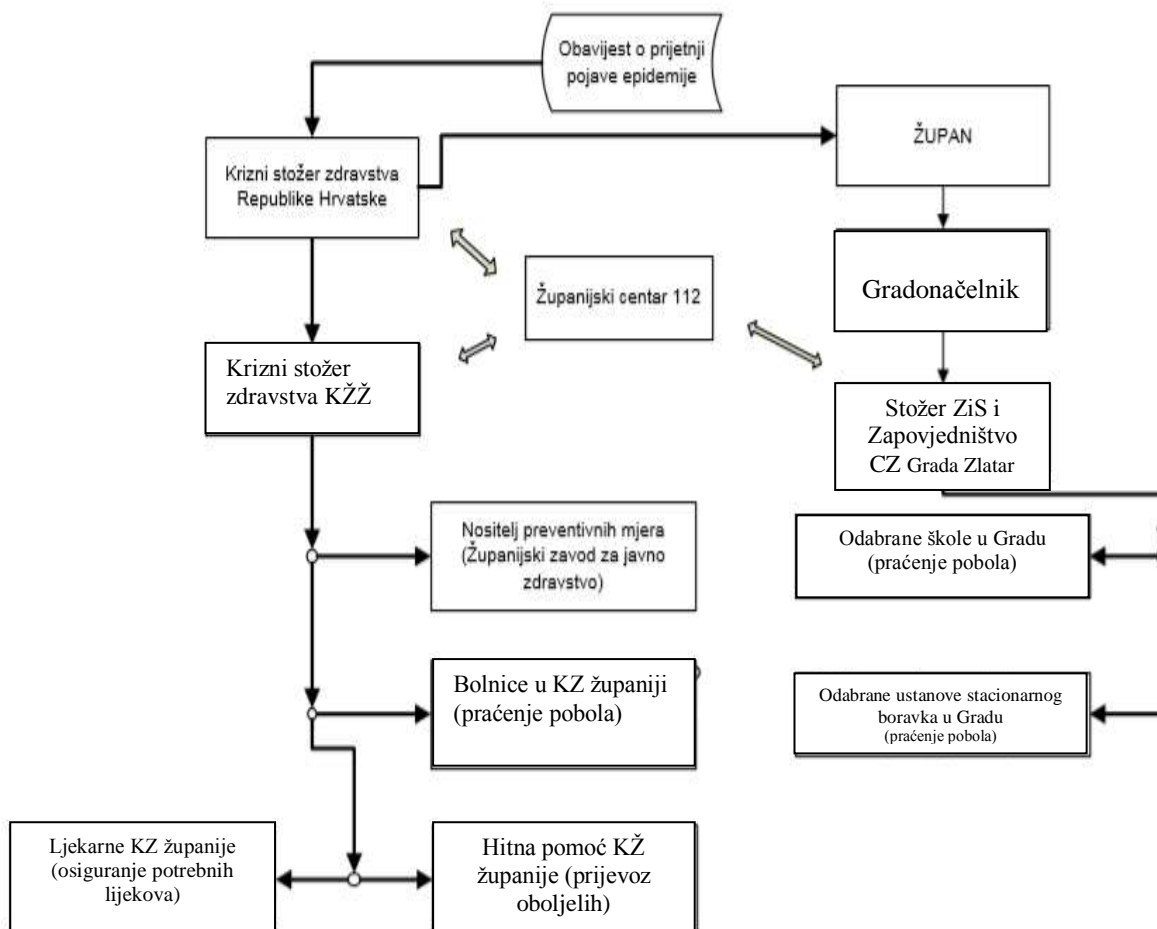 Obavijest o prijetnji
pojave epidemije
Krizni stožer zdravstva
Republike Hrvatske
ŽUPAN
Županijski centar 112
Gradonačelnik
Krizni stožer
zdravstva KŽŽ
Stožer ZiS i
Zapovjedništvo
CZ Grada Zlatar
Nositelj preventivnih mjera
(Županijski zavod za javno
zdravstvo)
Odabrane škole u Gradu
(praćenje pobola)
Bolnice u KZ županiji
(praćenje pobola)
Odabrane ustanove stacionarnog
boravka u Gradu
(praćenje pobola)
Ljekarne KZ županije
(osiguranje potrebnih
lijekova)
Hitna pomoć KŽ
županije (prijevoz
oboljelih)